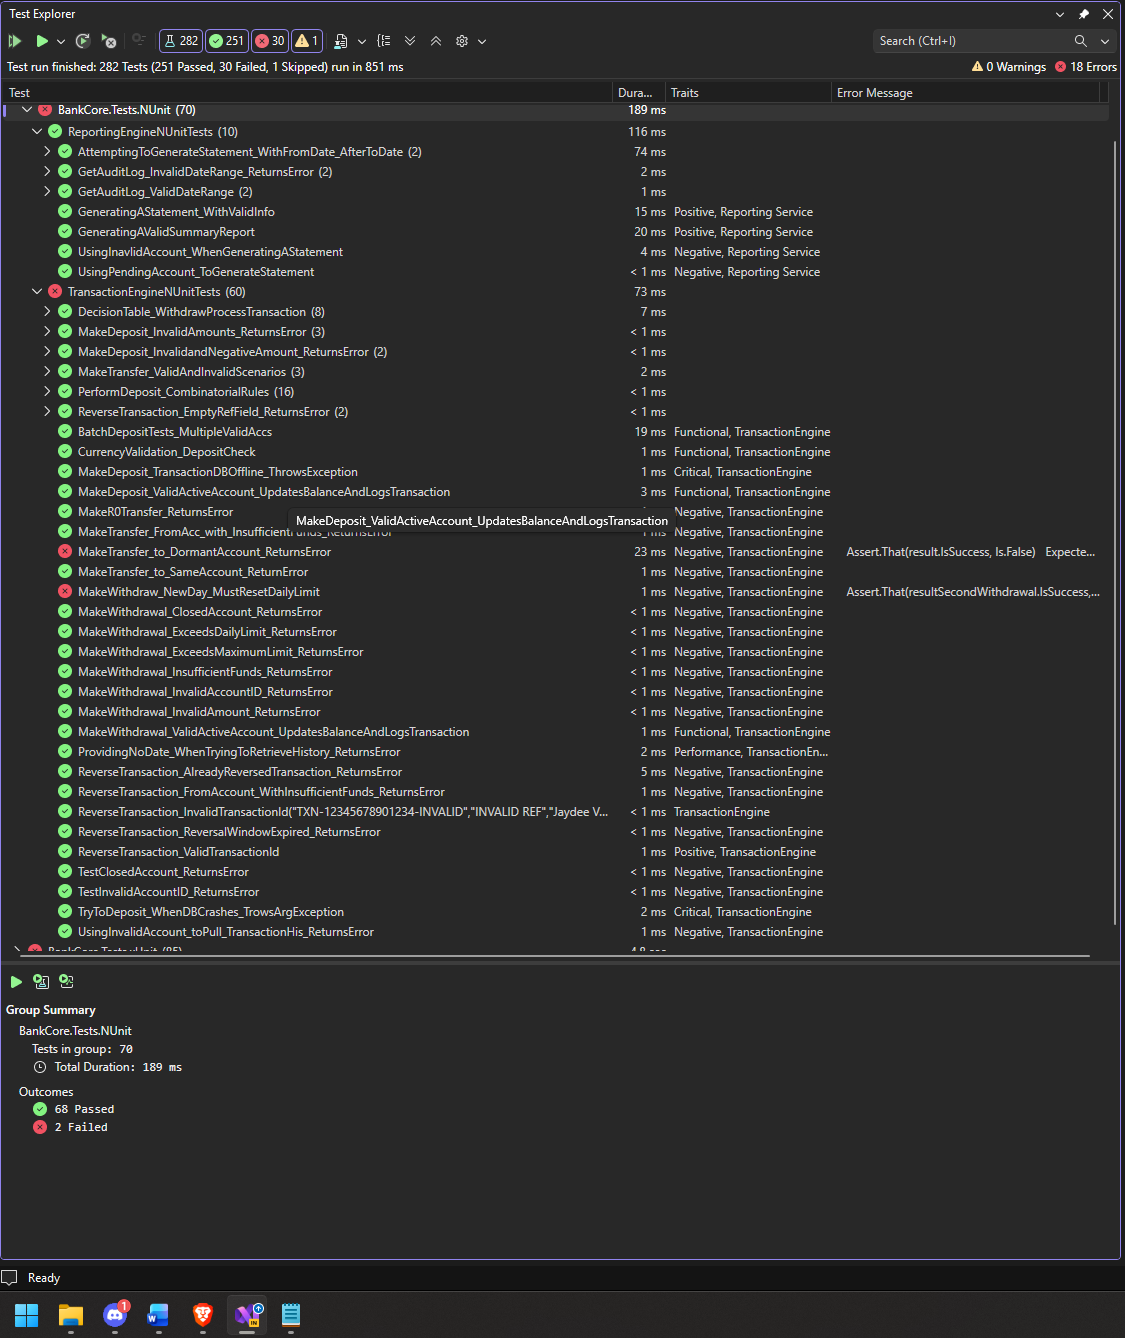 Test Explorer
282 251 30 1 Search (Ctrl+I)
Test run finished: 282 Tests (251 Passed, 30 Failed, 1 Skipped) run in 851 ms 0 Warnings 18 Errors
Test Dura... Traits Error Message
BankCore.Tests.NUnit (70) 189 ms
ReportingEngineNUnitTests (10) 116 ms
AttemptingToGenerateStatement_WithFromDate_AfterToDate (2) 74 ms
GetAuditLog_InvalidDateRange_ReturnsError (2) 2 ms
GetAuditLog_ValidDateRange (2) 1 ms
GeneratingAStatement_WithValidInfo 15 ms Positive, Reporting Service
GeneratingAValidSummaryReport 20 ms Positive, Reporting Service
UsingInavlidAccount_WhenGeneratingAStatement 4 ms Negative, Reporting Service
UsingPendingAccount_ToGenerateStatement < 1 ms Negative, Reporting Service
TransactionEngineNUnitTests (60) 73 ms
DecisionTable_WithdrawProcessTransaction (8) 7 ms
MakeDeposit_InvalidAmounts_ReturnsError (3) < 1 ms
MakeDeposit_InvalidandNegativeAmount_ReturnsError (2) < 1 ms
MakeTransfer_ValidAndInvalidScenarios (3) 2 ms
PerformDeposit_CombinatorialRules (16) < 1 ms
ReverseTransaction_EmptyRefField_ReturnsError (2) < 1 ms
BatchDepositTests_MultipleValidAccs 19 ms Functional, TransactionEngine
CurrencyValidation_DepositCheck 1 ms Functional, TransactionEngine
MakeDeposit_TransactionDBOffline_ThrowsException 1 ms Critical, TransactionEngine
MakeDeposit_ValidActiveAccount_UpdatesBalanceAndLogsTransaction 3 ms Functional, TransactionEngine
MakeR0Transfer_ReturnsError Negative, TransactionEngine
MakeDeposit_ValidActiveAccount_UpdatesBalanceAndLogsTransaction
MakeTransfer_FromAcc_with_InsufficientFunds_ReturnsError Negative, TransactionEngine
MakeTransfer_to_DormantAccount_ReturnsError 23 ms Negative, TransactionEngine Assert.That(result.IsSuccess, Is.False) Expecte...
MakeTransfer_to_SameAccount_ReturnError 1 ms Negative, TransactionEngine
MakeWithdraw_NewDay_MustResetDailyLimit 1 ms Negative, TransactionEngine Assert.That(resultSecondWithdrawal.IsSuccess,...
MakeWithdrawal_ClosedAccount_ReturnsError < 1 ms Negative, TransactionEngine
MakeWithdrawal_ExceedsDailyLimit_ReturnsError < 1 ms Negative, TransactionEngine
MakeWithdrawal_ExceedsMaximumLimit_ReturnsError < 1 ms Negative, TransactionEngine
MakeWithdrawal_InsufficientFunds_ReturnsError < 1 ms Negative, TransactionEngine
MakeWithdrawal_InvalidAccountID_ReturnsError < 1 ms Negative, TransactionEngine
MakeWithdrawal_InvalidAmount_ReturnsError < 1 ms Negative, TransactionEngine
MakeWithdrawal_ValidActiveAccount_UpdatesBalanceAndLogsTransaction 1 ms Functional, TransactionEngine
ProvidingNoDate_WhenTryingToRetrieveHistory_ReturnsError 2 ms Performance, TransactionEn...
ReverseTransaction_AlreadyReversedTransaction_ReturnsError 5 ms Negative, TransactionEngine
ReverseTransaction_FromAccount_WithInsufficientFunds_ReturnsError 1 ms Negative, TransactionEngine
ReverseTransaction_InvalidTransactionId("TXN-12345678901234-INVALID","INVALID REF","Jaydee V... < 1 ms TransactionEngine
ReverseTransaction_ReversalWindowExpired_ReturnsError < 1 ms Negative, TransactionEngine
ReverseTransaction_ValidTransactionId 1 ms Positive, TransactionEngine
TestClosedAccount_ReturnsError < 1 ms Negative, TransactionEngine
TestInvalidAccountID_ReturnsError < 1 ms Negative, TransactionEngine
TryToDeposit_WhenDBCrashes_TrowsArgException 2 ms Critical, TransactionEngine
UsingInvalidAccount_toPull_TransactionHis_ReturnsError 1 ms Negative, TransactionEngine
Group Summary
BankCore.Tests.NUnit
Tests in group: 70
Total Duration: 189 ms
Outcomes
68 Passed
2 Failed
Ready
1